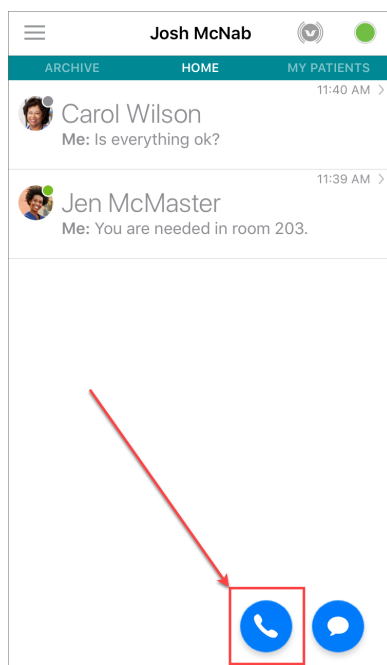 Josh McNab
ARCHIVE HOME MY PATIENTS
11:40 AM
Carol Wilson
Me: Is everything ok?
11:39 AM
Jen McMaster
Me: You are needed in room 203.